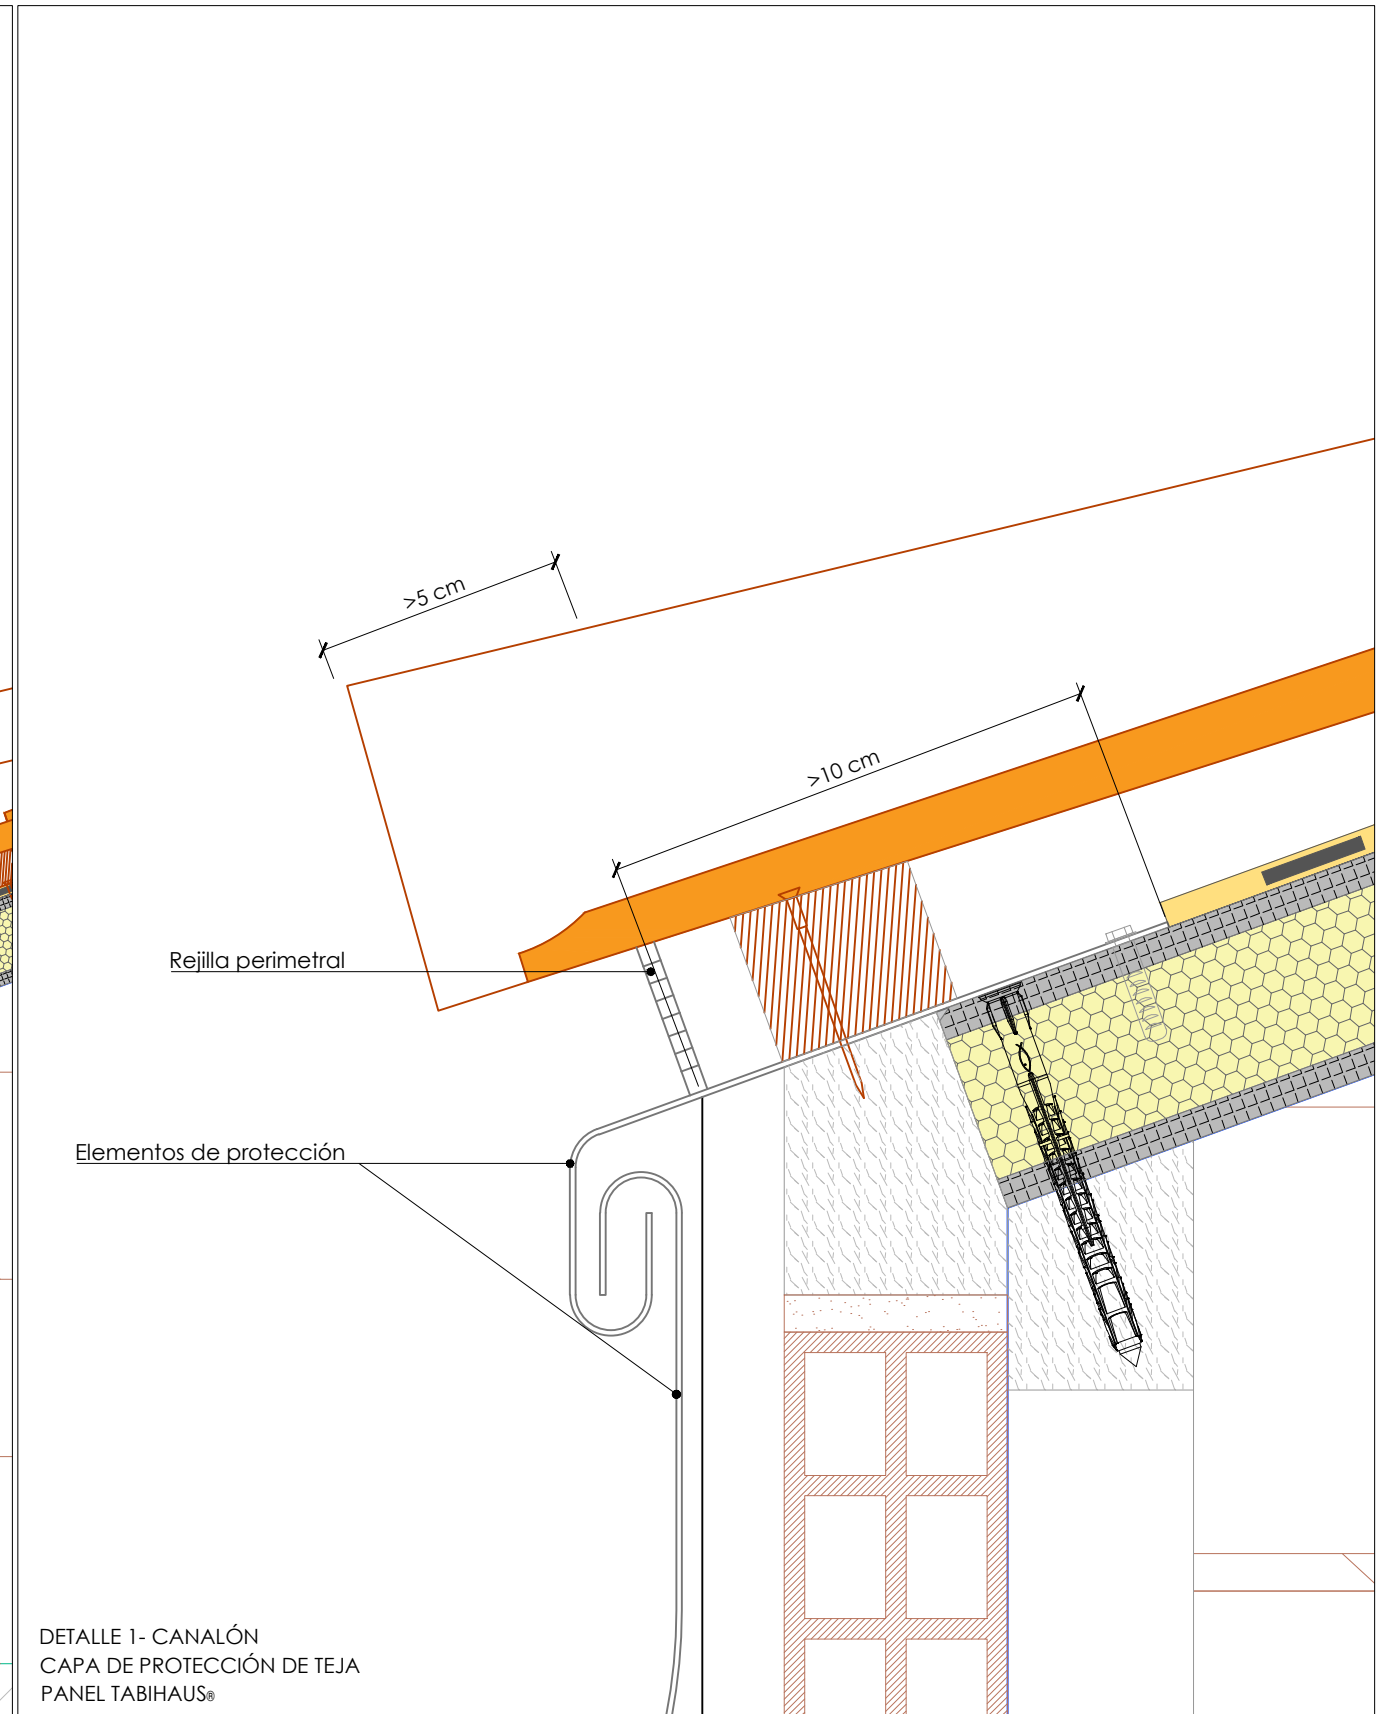 >5 cm
>10 cm
Rejilla perimetral
Elementos de protección
DETALLE 1- CANALÓN
CAPA DE PROTECCIÓN DE TEJA
PANEL TABIHAUS®